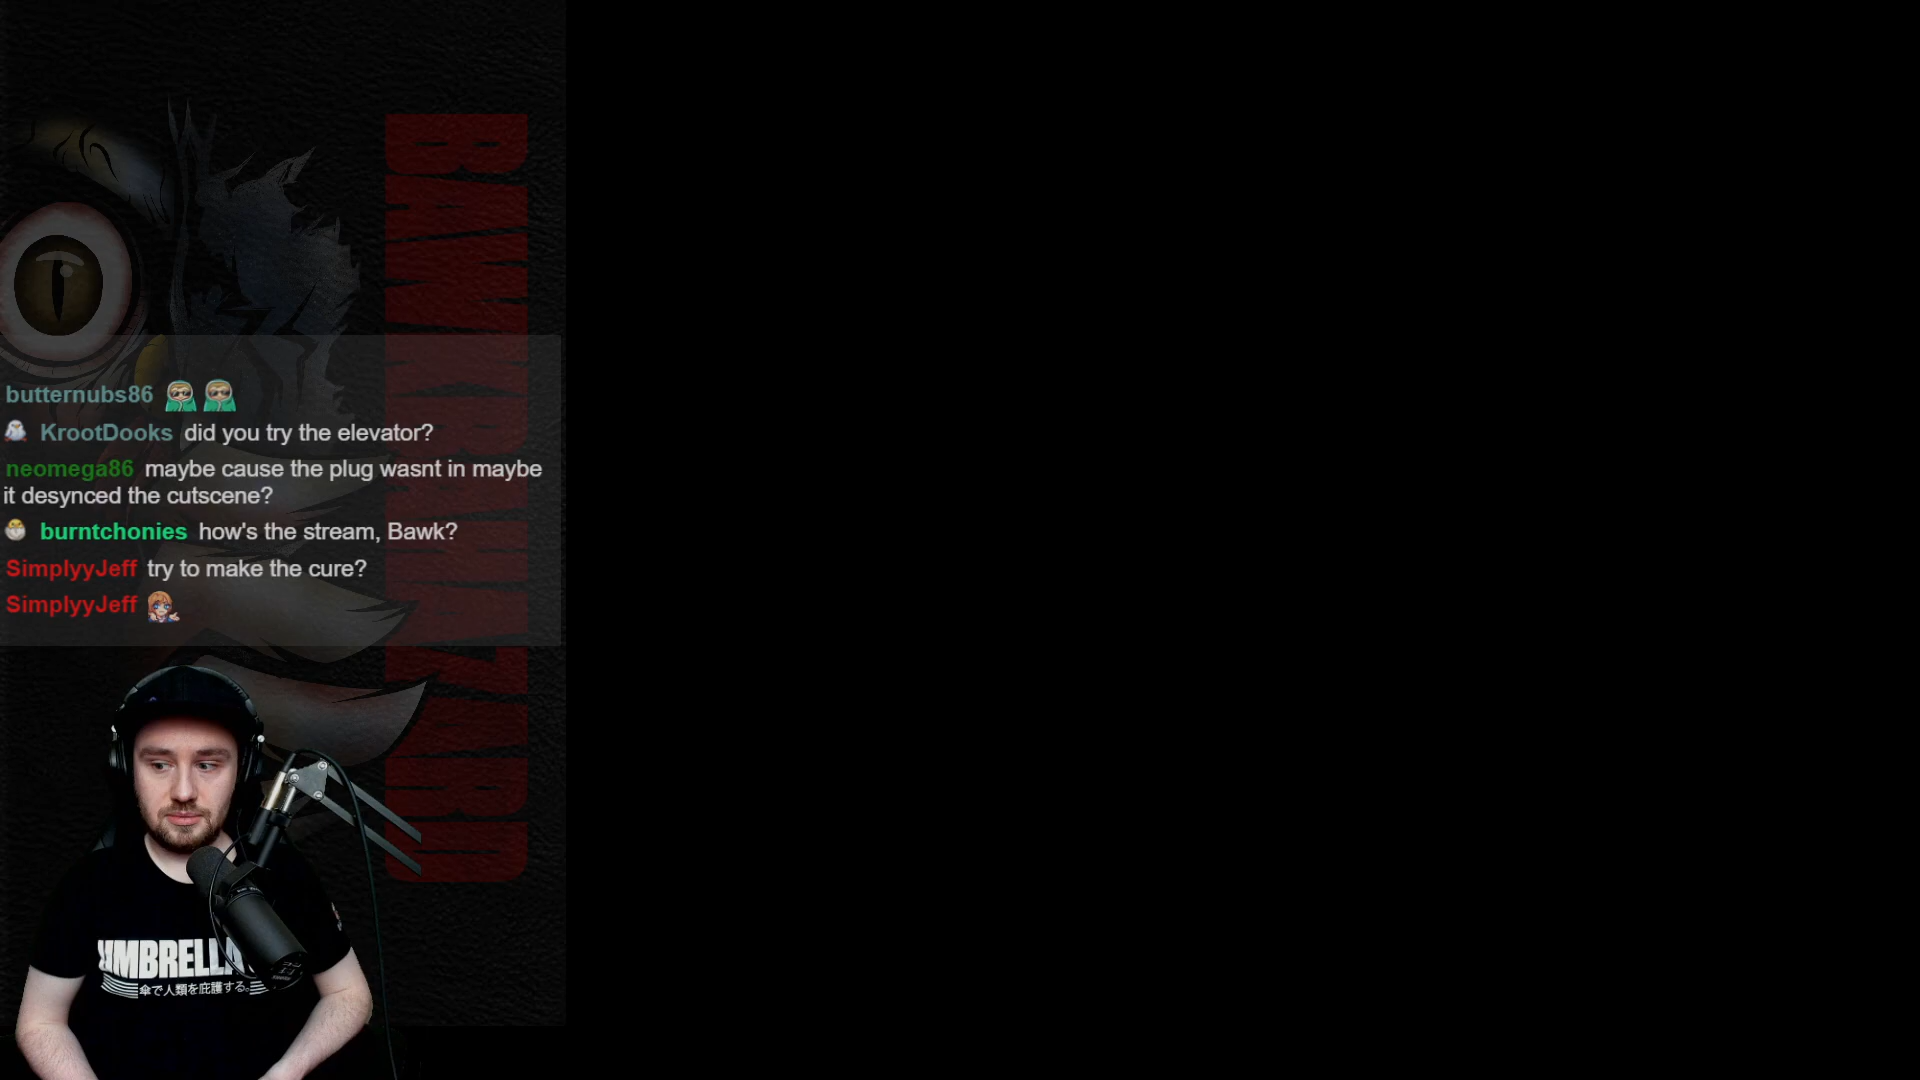 BAWKBAHAZARD
butternubs86
KrootDooks did you try the elevator?
neomega86 maybe cause the plug wasnt in maybe
it desynced the cutscene?
burntchonies how's the stream, Bawk?
SimplyyJeff try to make the cure?
SimplyyJeff
UMBRELLA
傘で人類を庇護する。